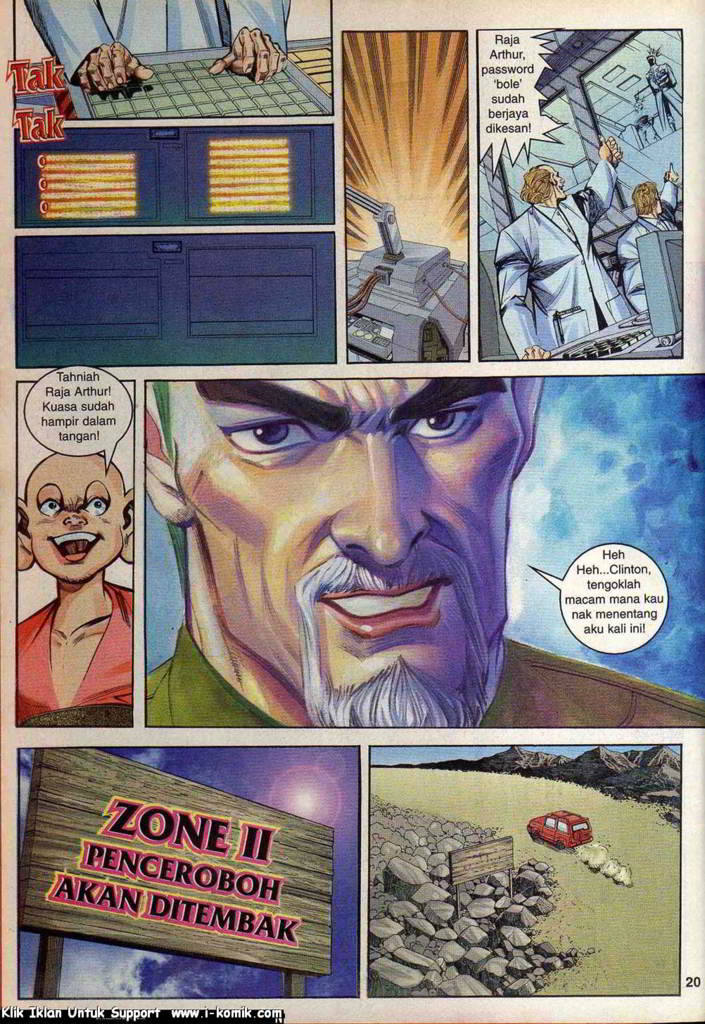 Tak
Tak
Raja
Arthur,
password
'bole'
sudah
berjaya
dikesan!
Tahniah
Raja Arthur!
Kuasa sudah
hampir dalam
tangan!
Heh
Heh...Clinton,
tengoklah
macam mana kau
nak menentang
aku kali ini!
ZONE II
PENCEROBOH
AKAN DITEMBAK
20
Klik Iklan Untuk Support www.i-komik.com